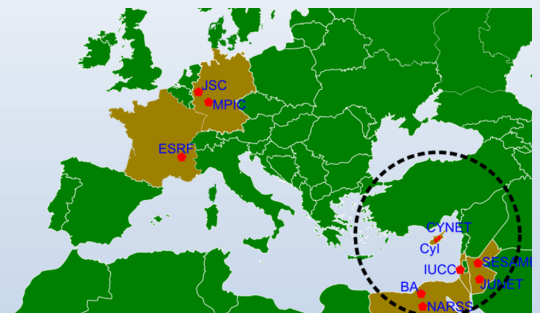 JSC
MPIC
ESRF
CYNET
CyI
IUCC
SESAME
JUNET
BA
NARSS